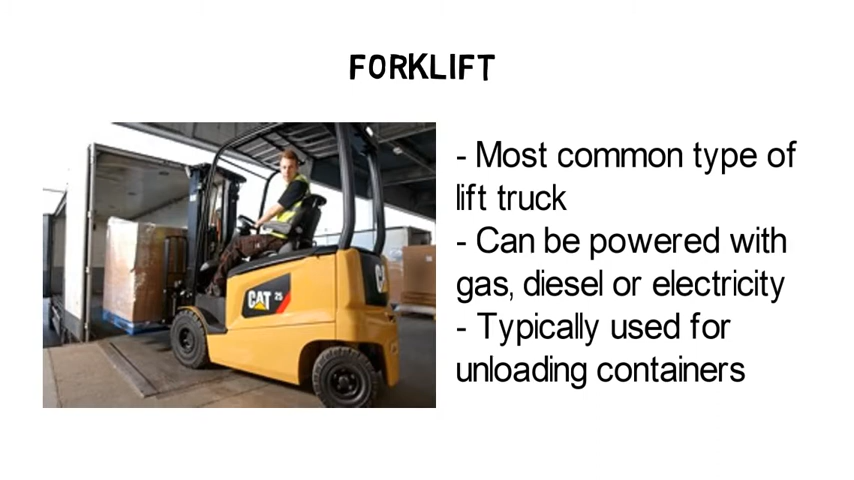 FORKLIFT
- Most common type of
lift truck
- Can be powered with
gas, diesel or electricity
- Typically used for
unloading containers
CAT 25
C